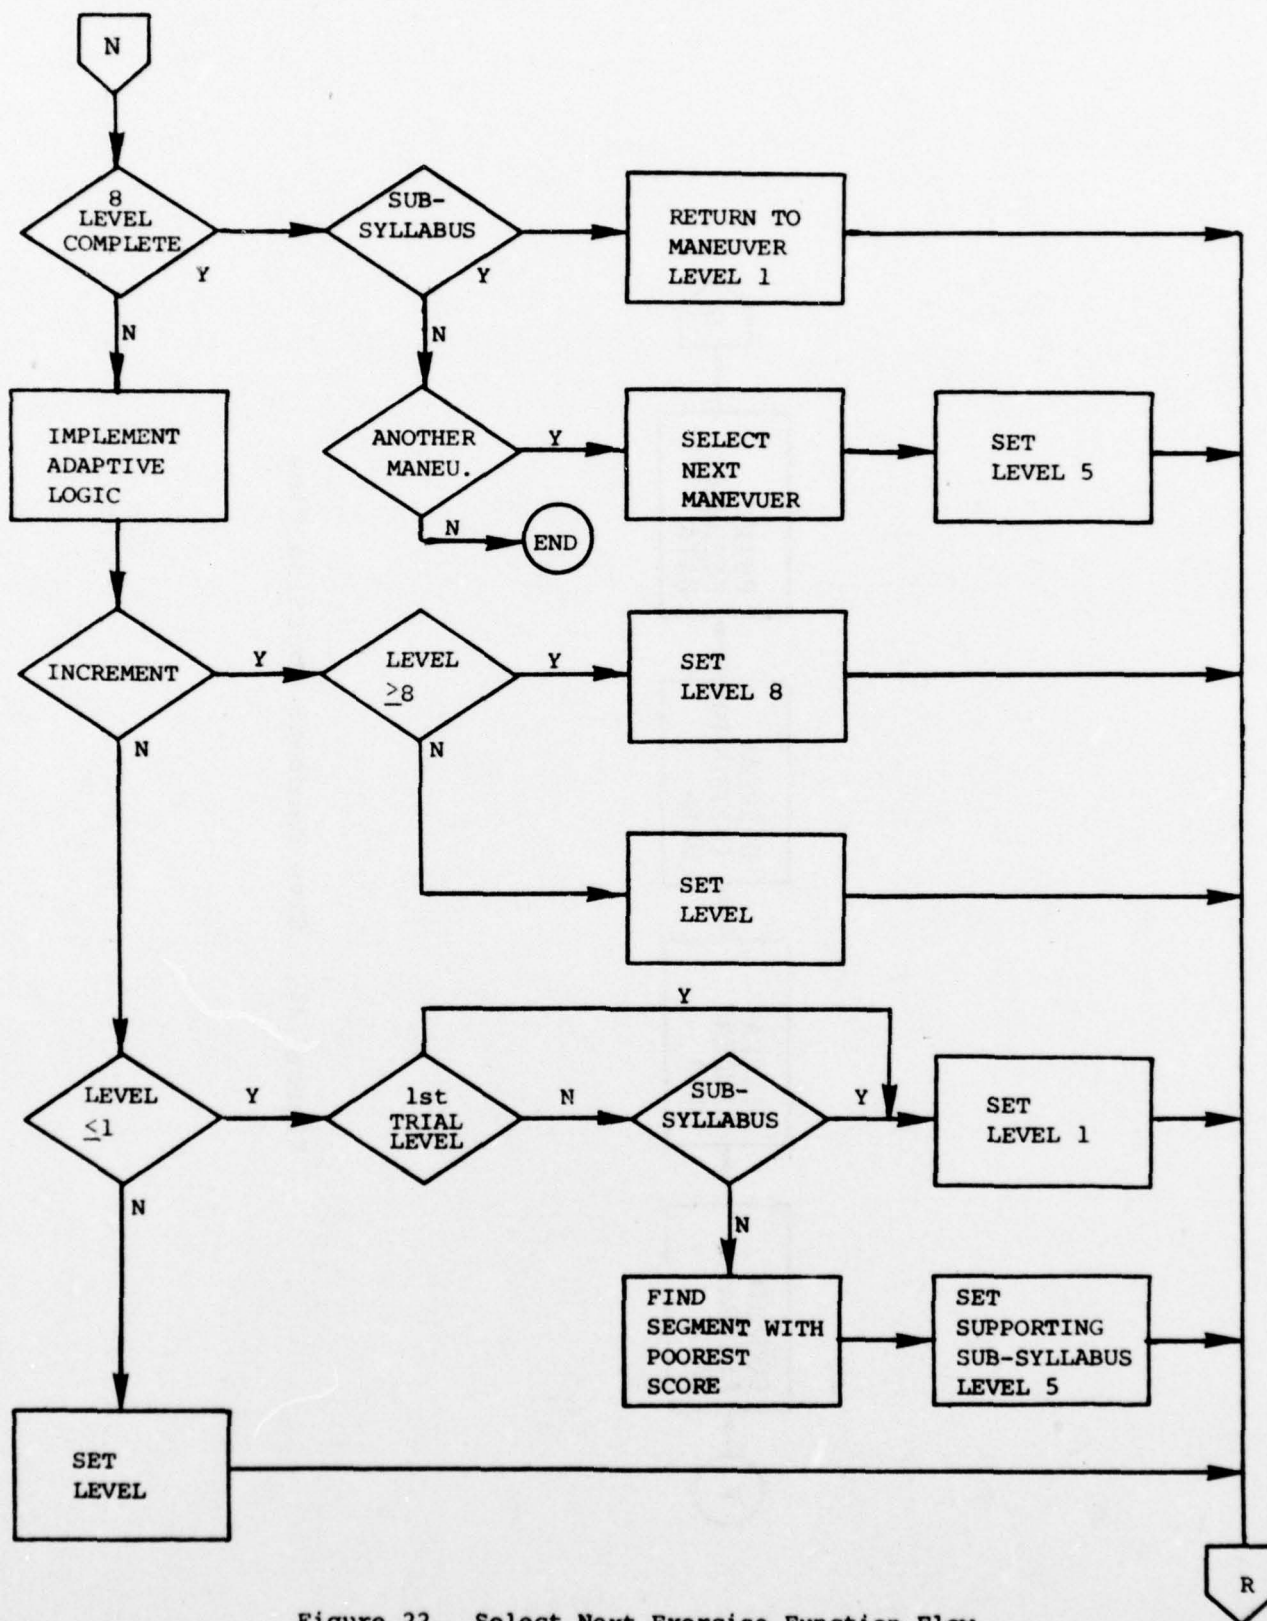 N
8
LEVEL
COMPLETE
Y
N
SUB-
SYLLABUS
Y
N
RETURN TO
MANEUVER
LEVEL 1
IMPLEMENT
ADAPTIVE
LOGIC
ANOTHER
MANEU.
Y
N
END
SELECT
NEXT
MANEVUER
SET
LEVEL 5
INCREMENT
Y
N
LEVEL
≥8
Y
N
SET
LEVEL 8
SET
LEVEL
Y
LEVEL
≤1
Y
N
1st
TRIAL
LEVEL
N
SUB-
SYLLABUS
Y
N
SET
LEVEL 1
FIND
SEGMENT WITH
POOREST
SCORE
SET
SUPPORTING
SUB-SYLLABUS
LEVEL 5
SET
LEVEL
R
Figure 22. Select Next Exercise Function Flow